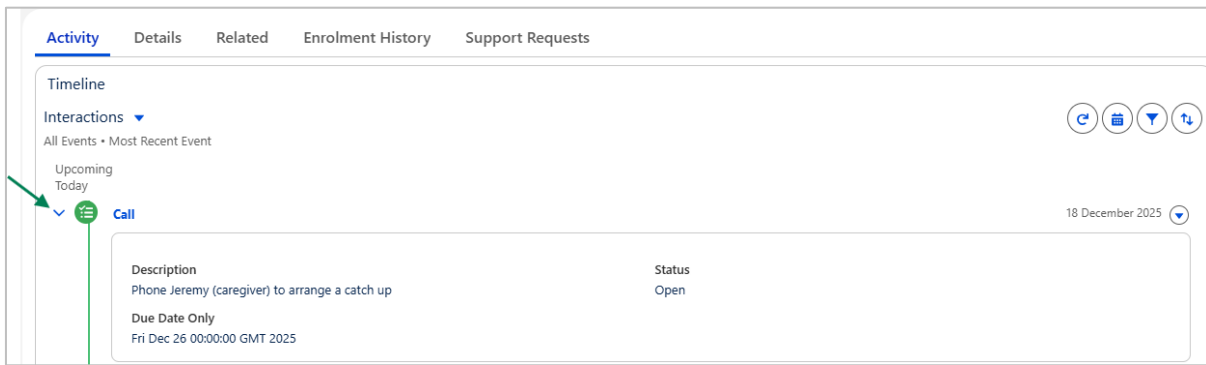 Activity Details Related Enrolment History Support Requests
Timeline
Interactions
All Events • Most Recent Event
Upcoming
Today
Call 18 December 2025
Description Status
Phone Jeremy (caregiver) to arrange a catch up Open
Due Date Only
Fri Dec 26 00:00:00 GMT 2025